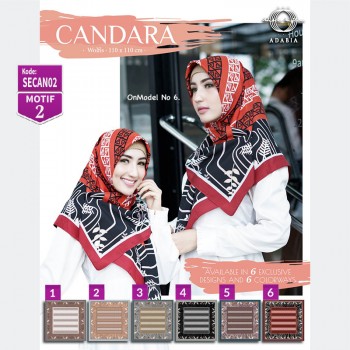 CANDARA
Wolfis - 110 x 110 cm
ADABIA
Kode:
SECAN02
MOTIF
2
OnModel No 6.
AVAILABLE IN 6 EXCLUSIVE
DESIGNS AND 6 COLORWAYS
1 2 3 4 5 6